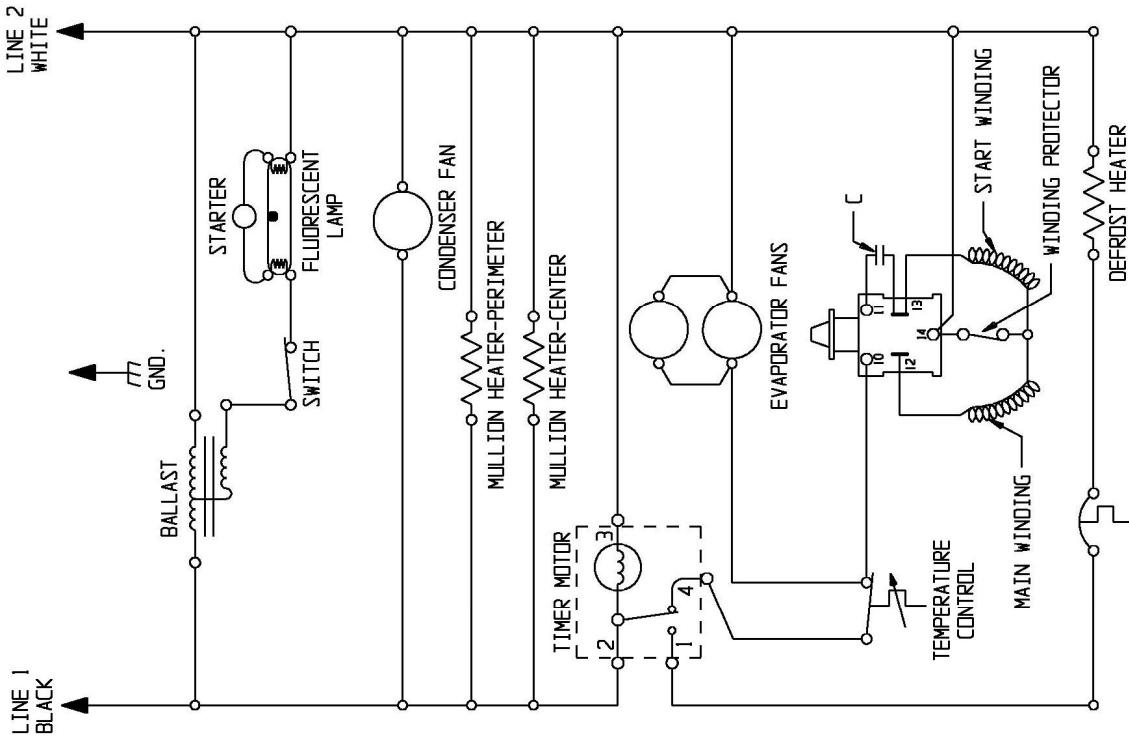 LINE 1
BLACK
LINE 2
WHITE
GND.
BALLAST
SWITCH
STARTER
FLUORESCENT
LAMP
CONDENSER FAN
MULLION HEATER-PERIMETER
MULLION HEATER-CENTER
TIMER MOTOR
2
3
1
4
EVAPORATOR FANS
TEMPERATURE
CONTROL
C
10
11
12
13
14
MAIN WINDING
START WINDING
WINDING PROTECTOR
DEFROST HEATER